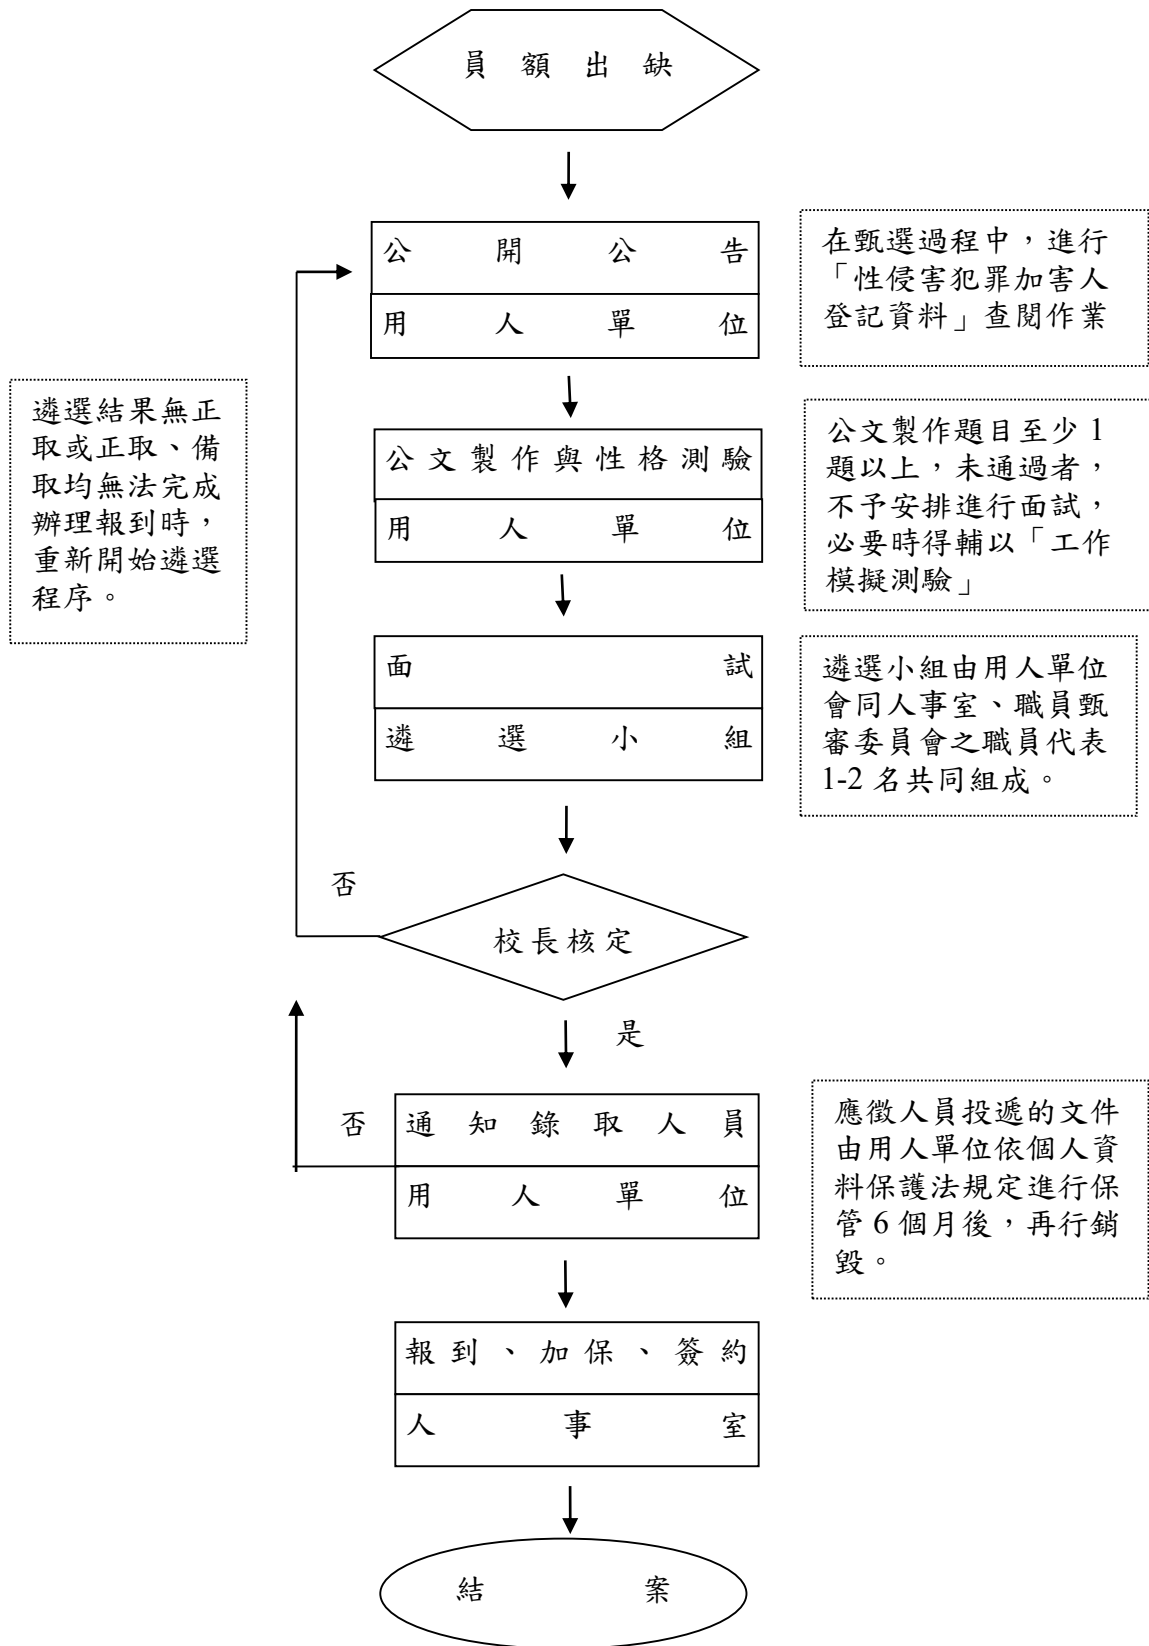 員額出缺
公開公告
用人單位
在甄選過程中，進行
「性侵害犯罪加害人
登記資料」查閱作業
遴選結果無正
取或正取、備
取均無法完成
辦理報到時，
重新開始遴選
程序。
公文製作與性格測驗
用人單位
公文製作題目至少 1
題以上，未通過者，
不予安排進行面試，
必要時得輔以「工作
模擬測驗」
面試
遴選小組
遴選小組由用人單位
會同人事室、職員甄
審委員會之職員代表
1-2 名共同組成。
否
校長核定
是
否
通知錄取人員
用人單位
應徵人員投遞的文件
由用人單位依個人資
料保護法規定進行保
管 6 個月後，再行銷
毀。
報到、加保、簽約
人事室
結案